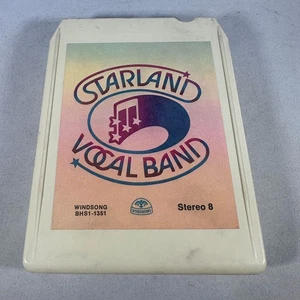 STARLAND
VOCAL BAND
WINDSONG
BHS1-1351
Stereo 8